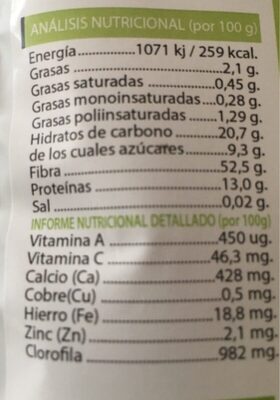 ANÁLISIS NUTRICIONAL (por 100 g)
Energía................1071 kj / 259 kcal.
Grasas ............................2,1 g.
Grasas saturadas ...............0,45 g.
Grasas monoinsaturadas....0,28 g.
Grasas poliinsaturadas .......1,29 g.
Hidratos de carbono ..........20,7 g.
de los cuales azúcares..........9,3 g.
Fibra ..............................52,5 g.
Proteínas .........................13,0 g.
Sal .................................0,02 g.
INFORME NUTRICIONAL DETALLADO (por 100g)
Vitamina A ......................450 ug.
Vitamina C ......................46,3 mg.
Calcio (Ca) ......................428 mg.
Cobre(Cu) ........................0,5 mg.
Hierro (Fe) ......................18,8 mg.
Zinc (Zn) .........................2,1 mg.
Clorofila .........................982 mg.